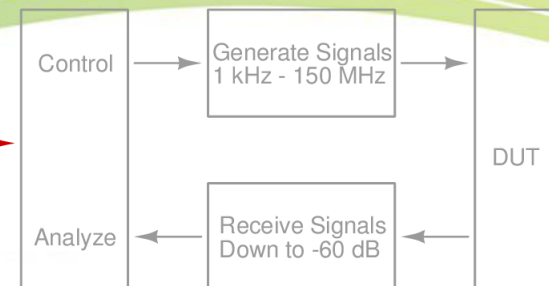 Control
Generate Signals
1 kHz - 150 MHz
DUT
Analyze
Receive Signals
Down to -60 dB